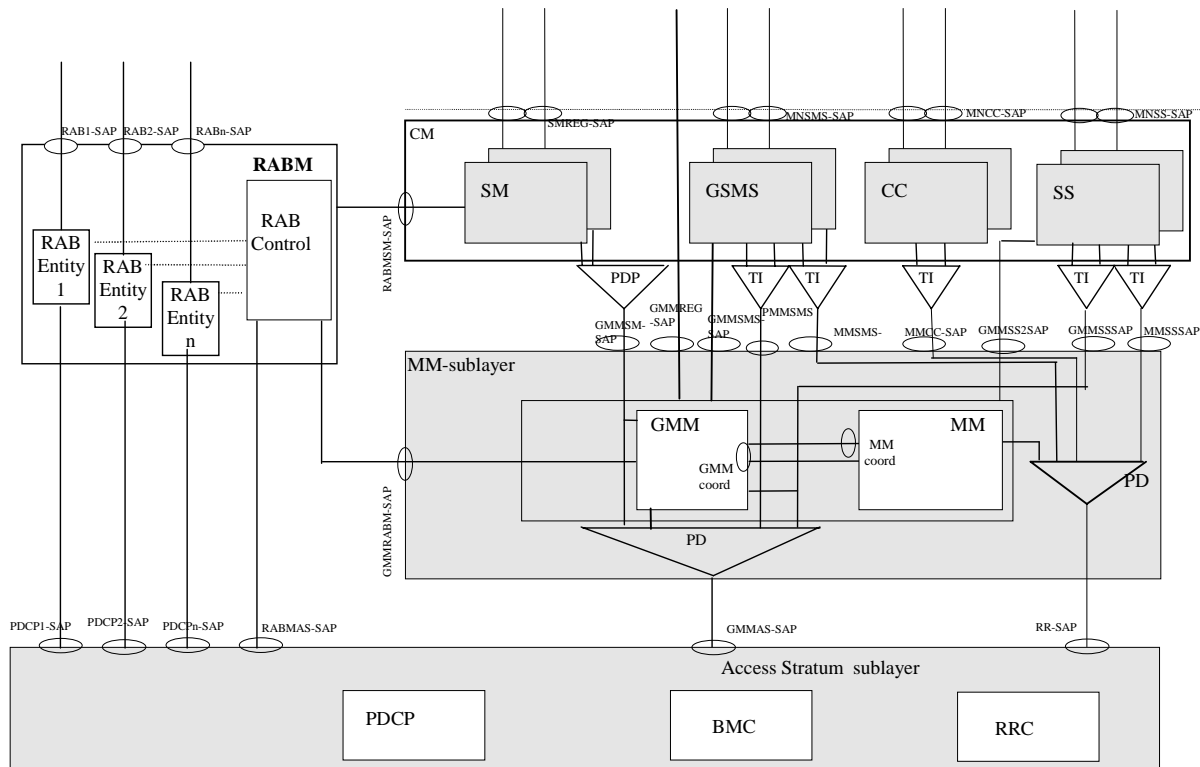 RAB1-SAP
RAB2-SAP
RABn-SAP
SMREG-SAP
MNSMS-SAP
MNCC-SAP
MNSS-SAP
CM
RABM
RAB
Control
RAB
Entity
1
RAB
Entity
2
RAB
Entity
n
RABMSM-SAP
SM
GSMS
CC
SS
PDP
TI
TI
TI
TI
TI
GMMSM-
SAP
GMMREG
-SAP
GMMSMS-
SAP
PMMSMS
MMSMS-
MMCC-SAP
GMMSS2SAP
GMMSSSAP
MMSSSAP
MM-sublayer
GMM
GMM
coord
MM
MM
coord
GMMRABM-SAP
PD
PD
PDCP1-SAP
PDCP2-SAP
PDCPn-SAP
RABMAS-SAP
GMMAS-SAP
RR-SAP
Access Stratum sublayer
PDCP
BMC
RRC